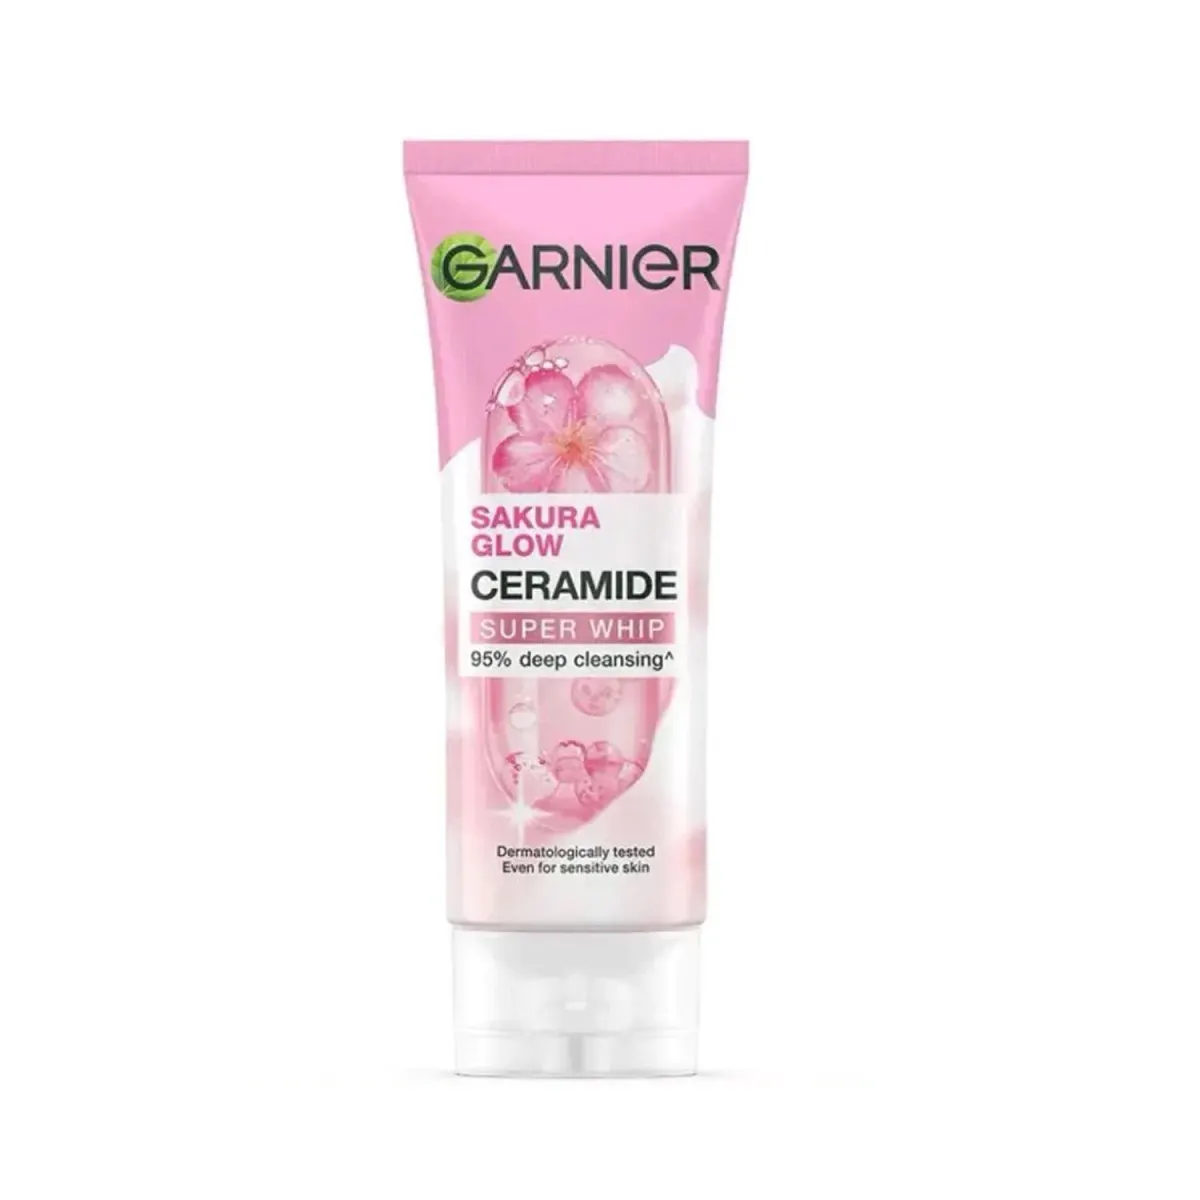 GARNIER
SAKURA
GLOW
CERAMIDE
SUPER WHIP
95% deep cleansing^
Dermatologically tested
Even for sensitive skin